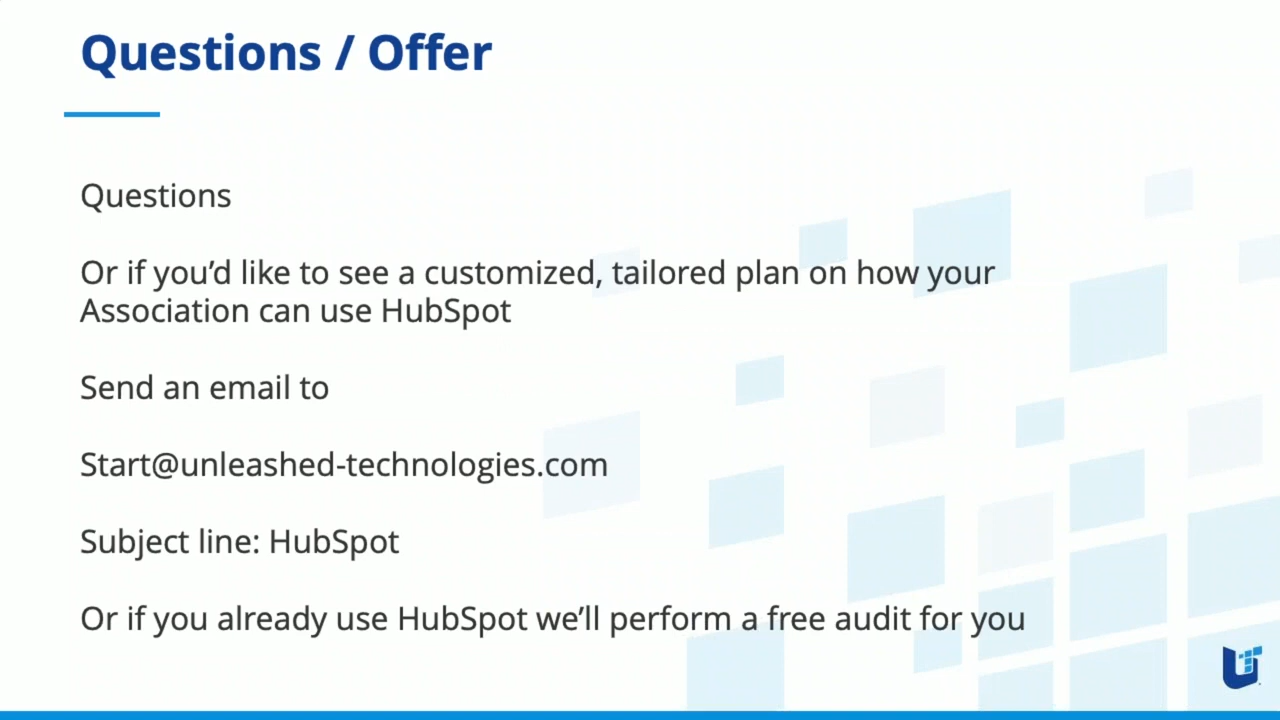 Questions / Offer
Questions
Or if you’d like to see a customized, tailored plan on how your
Association can use HubSpot
Send an email to
Start@unleashed-technologies.com
Subject line: HubSpot
Or if you already use HubSpot we’ll perform a free audit for you